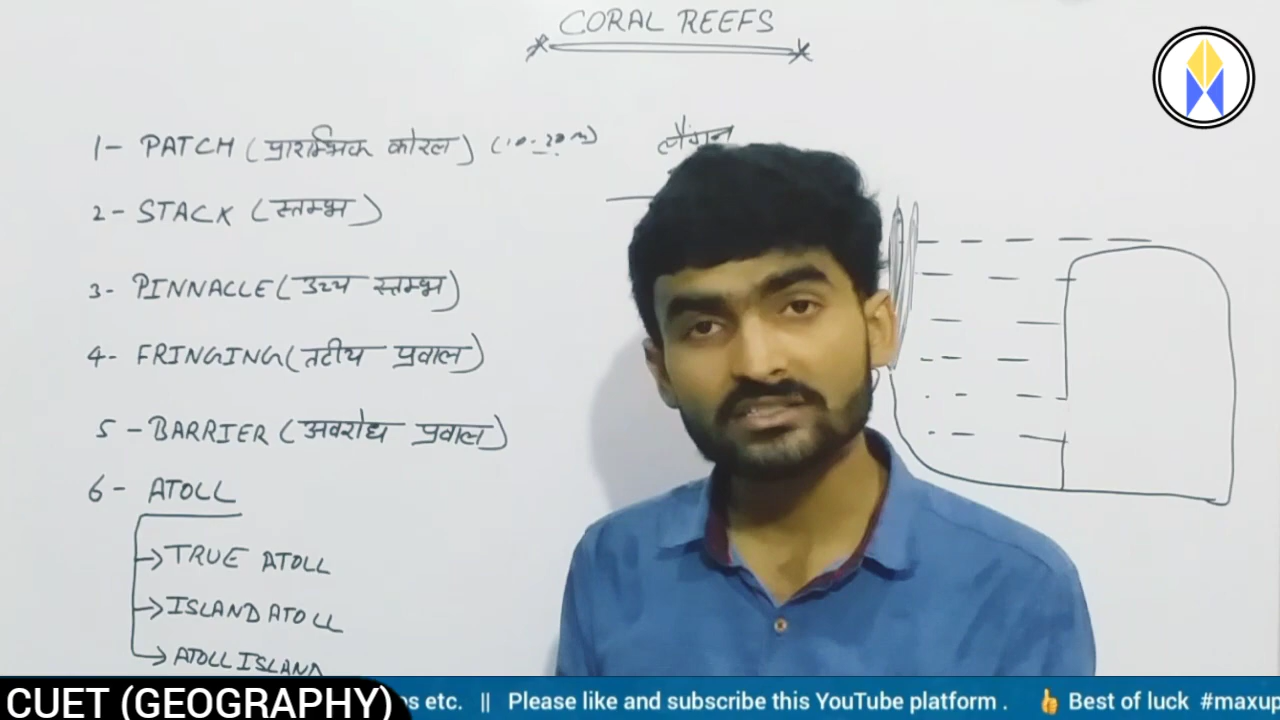 CORAL REEFS
1- PATCH (प्रारम्भिक कोरल) (10-20m)
लैगून
2- STACK (स्तम्भ)
3- PINNACLE (उच्च स्तम्भ)
4- FRINGING (तटीय प्रवाल)
5- BARRIER (अवरोध प्रवाल)
6- ATOLL
TRUE ATOLL
ISLAND ATOLL
ATOLL ISLAND
CUET (GEOGRAPHY)
etc. || Please like and subscribe this YouTube platform . 👍 Best of luck #maxup